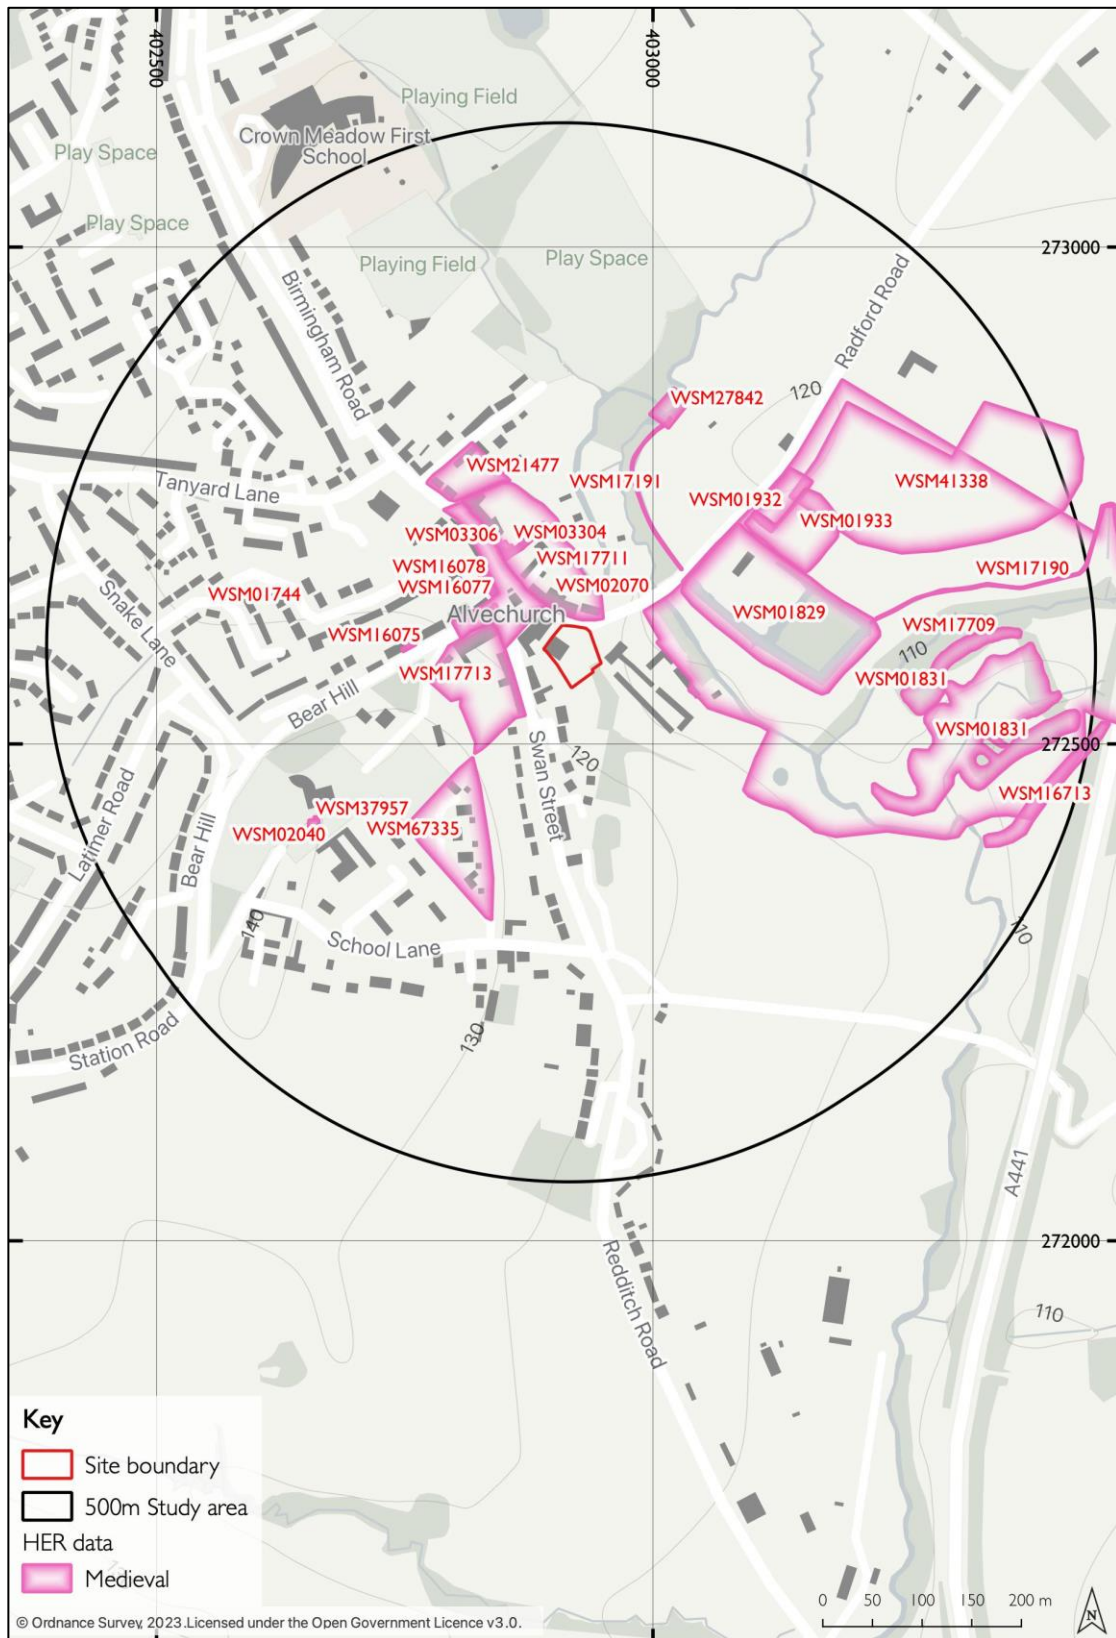 402500
403000
Playing Field
Crown Meadow First
School
Play Space
Play Space
273000
Playing Field
Play Space
Birmingham Road
Radford Road
120
WSM27842
WSM21477
WSM17191
WSM41338
Tanyard Lane
WSM01932
WSM03306
WSM03304
WSM01933
WSM16078
WSM17711
WSM17190
WSM16077
WSM02070
Snake Lane
WSM01744
Alvechurch
WSM01829
WSM16075
WSM17709
110
WSM17713
WSM01831
Bear Hill
WSM01831
272500
Swan Street
120
WSM16713
WSM37957
WSM02040
WSM67335
Latimer Road
Bear Hill
140
School Lane
110
130
Station Road
A441
272000
Redditch Road
110
Key
Site boundary
500m Study area
HER data
Medieval
0 50 100 150 200 m
N
© Ordnance Survey, 2023.Licensed under the Open Government Licence v3.0.